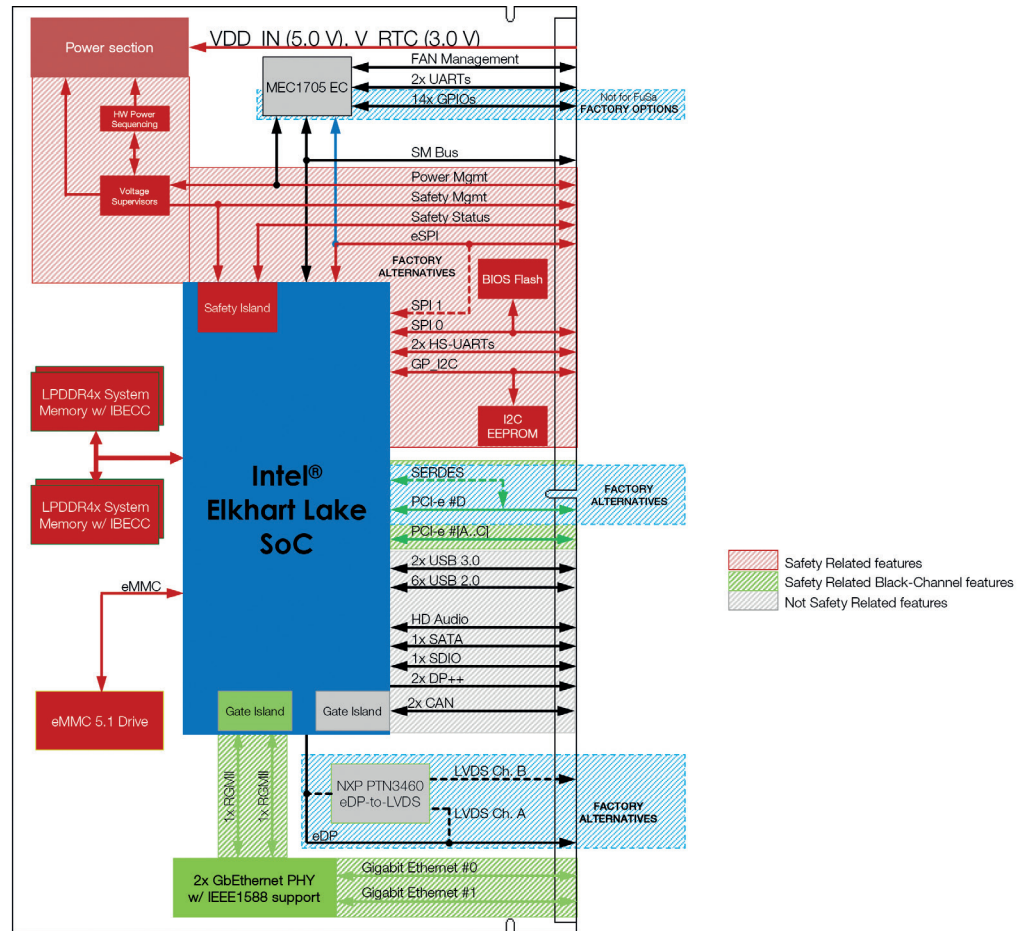 Power section
VDD IN (5.0 V), V RTC (3.0 V)
FAN Management
MEC1705 EC
2x UARTs
14x GPIOs
Not for FuSa
FACTORY OPTIONS
HW Power
Sequencing
SM Bus
Power Mgmt
Voltage
Supervisors
Safety Mgmt
Safety Status
eSPI
FACTORY
ALTERNATIVES
BIOS Flash
Safety Island
SPI 1
SPI 0
2x HS-UARTs
GP_I2C
LPDDR4x System
Memory w/ IBECC
I2C
EEPROM
LPDDR4x System
Memory w/ IBECC
Intel®
Elkhart Lake
SoC
SERDES
PCI-e #D
FACTORY
ALTERNATIVES
PCI-e #[A..C]
2x USB 3.0
6x USB 2.0
Safety Related features
Safety Related Black-Channel features
Not Safety Related features
eMMC
HD Audio
1x SATA
1x SDIO
2x DP++
2x CAN
eMMC 5.1 Drive
Gate Island
Gate Island
1x RGMII
1x RGMII
NXP PTN3460
eDP-to-LVDS
LVDS Ch. B
LVDS Ch. A
eDP
FACTORY
ALTERNATIVES
2x GbEthernet PHY
w/ IEEE1588 support
Gigabit Ethernet #0
Gigabit Ethernet #1